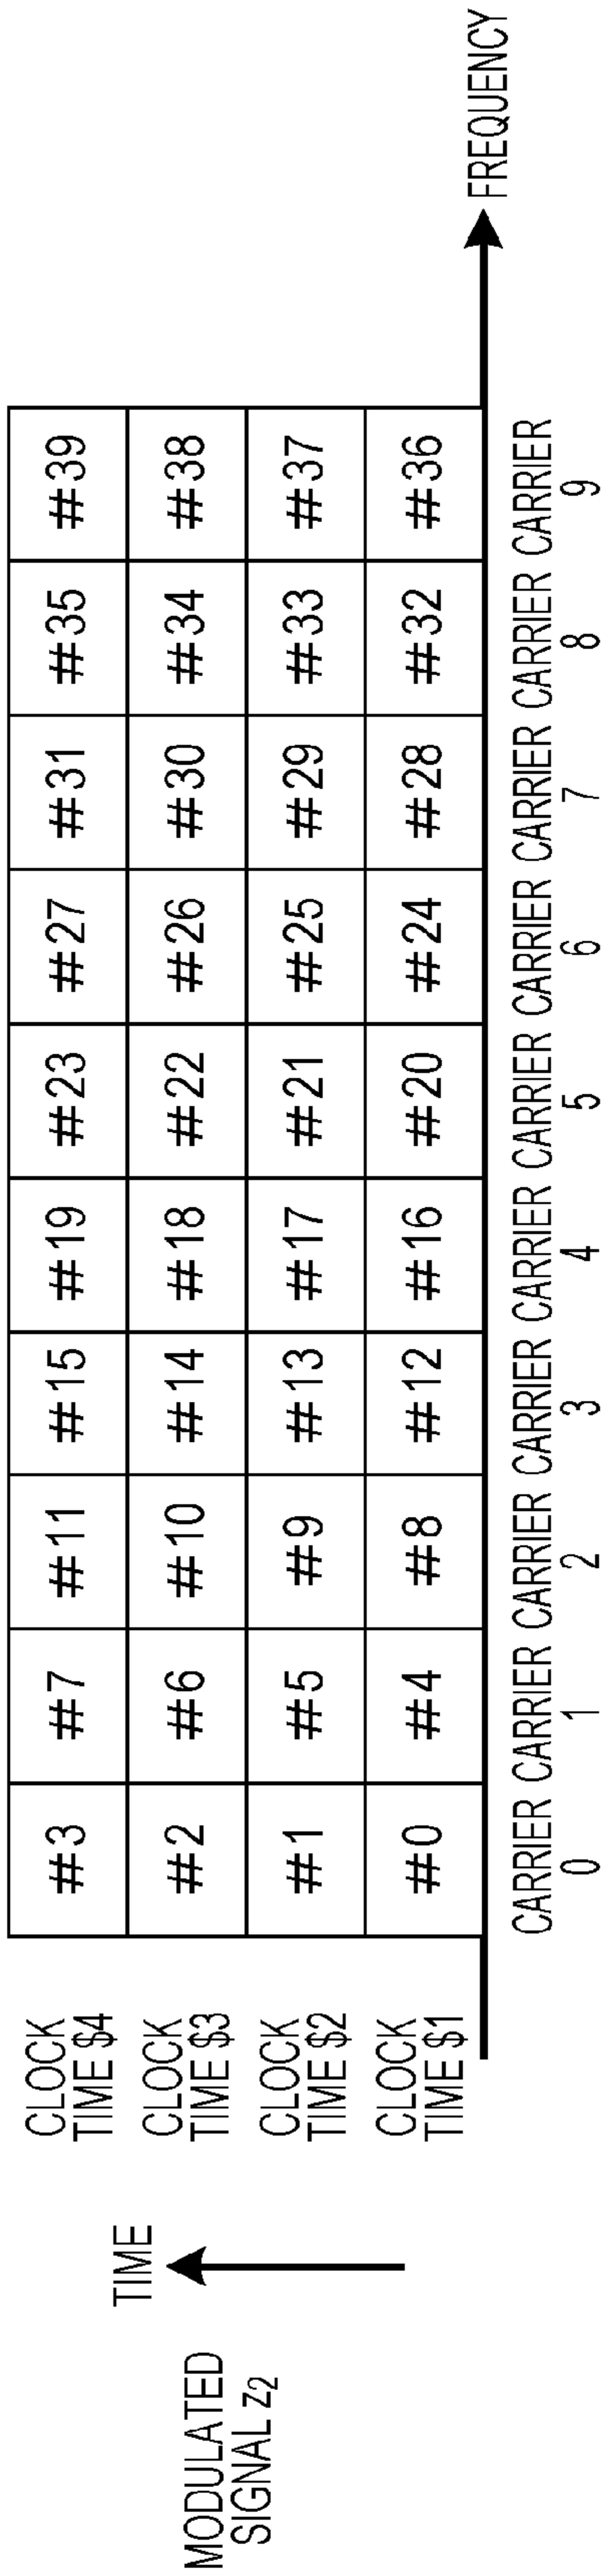 MODULATED
SIGNAL z2
TIME
CLOCK
TIME $4
#3 #7 #11 #15 #19 #23 #27 #31 #35 #39
CLOCK
TIME $3
#2 #6 #10 #14 #18 #22 #26 #30 #34 #38
CLOCK
TIME $2
#1 #5 #9 #13 #17 #21 #25 #29 #33 #37
CLOCK
TIME $1
#0 #4 #8 #12 #16 #20 #24 #28 #32 #36
FREQUENCY
CARRIER CARRIER CARRIER CARRIER CARRIER CARRIER CARRIER CARRIER CARRIER CARRIER
0 1 2 3 4 5 6 7 8 9